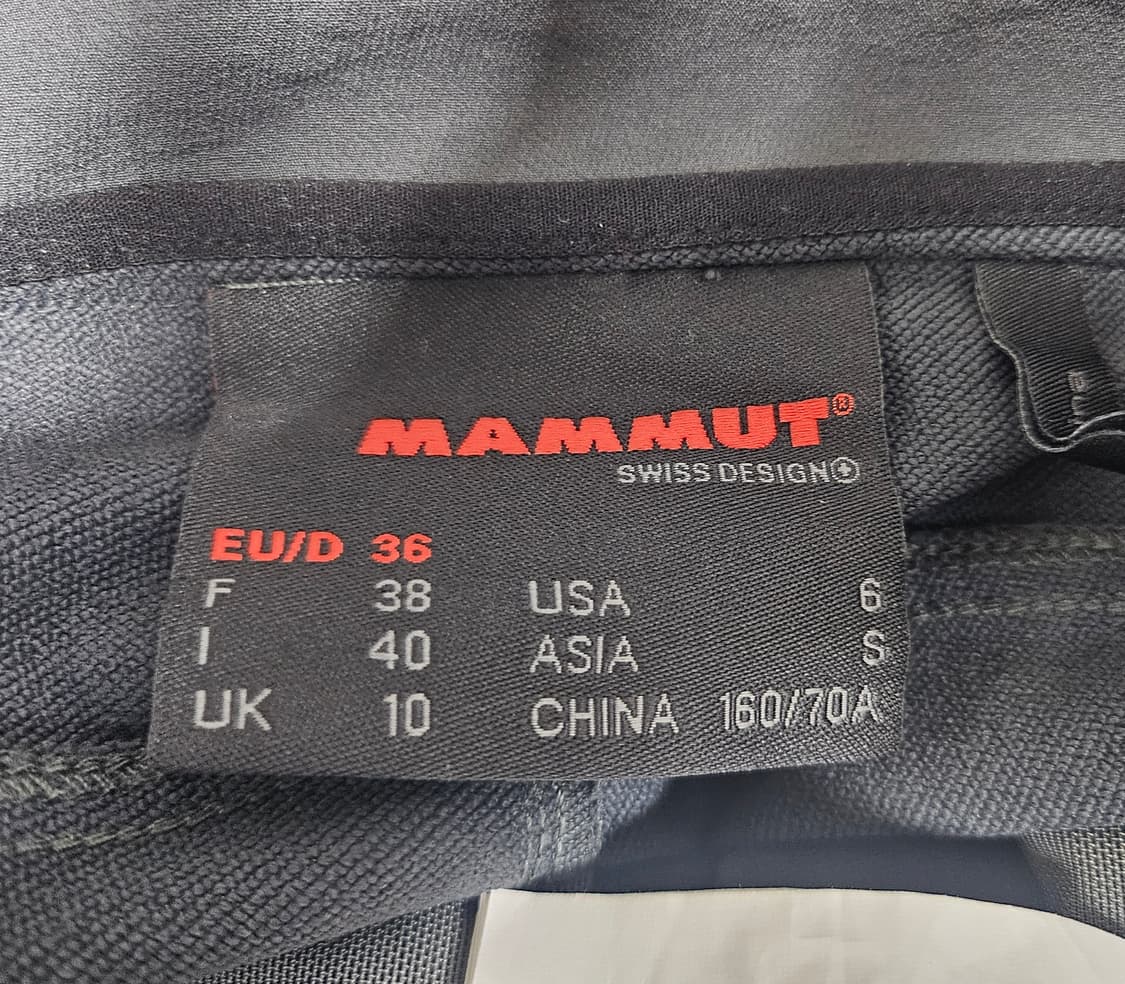 MAMMUT®
SWISS DESIGN
EU/D 36
F 38 USA 6
I 40 ASIA S
UK 10 CHINA 160/70A